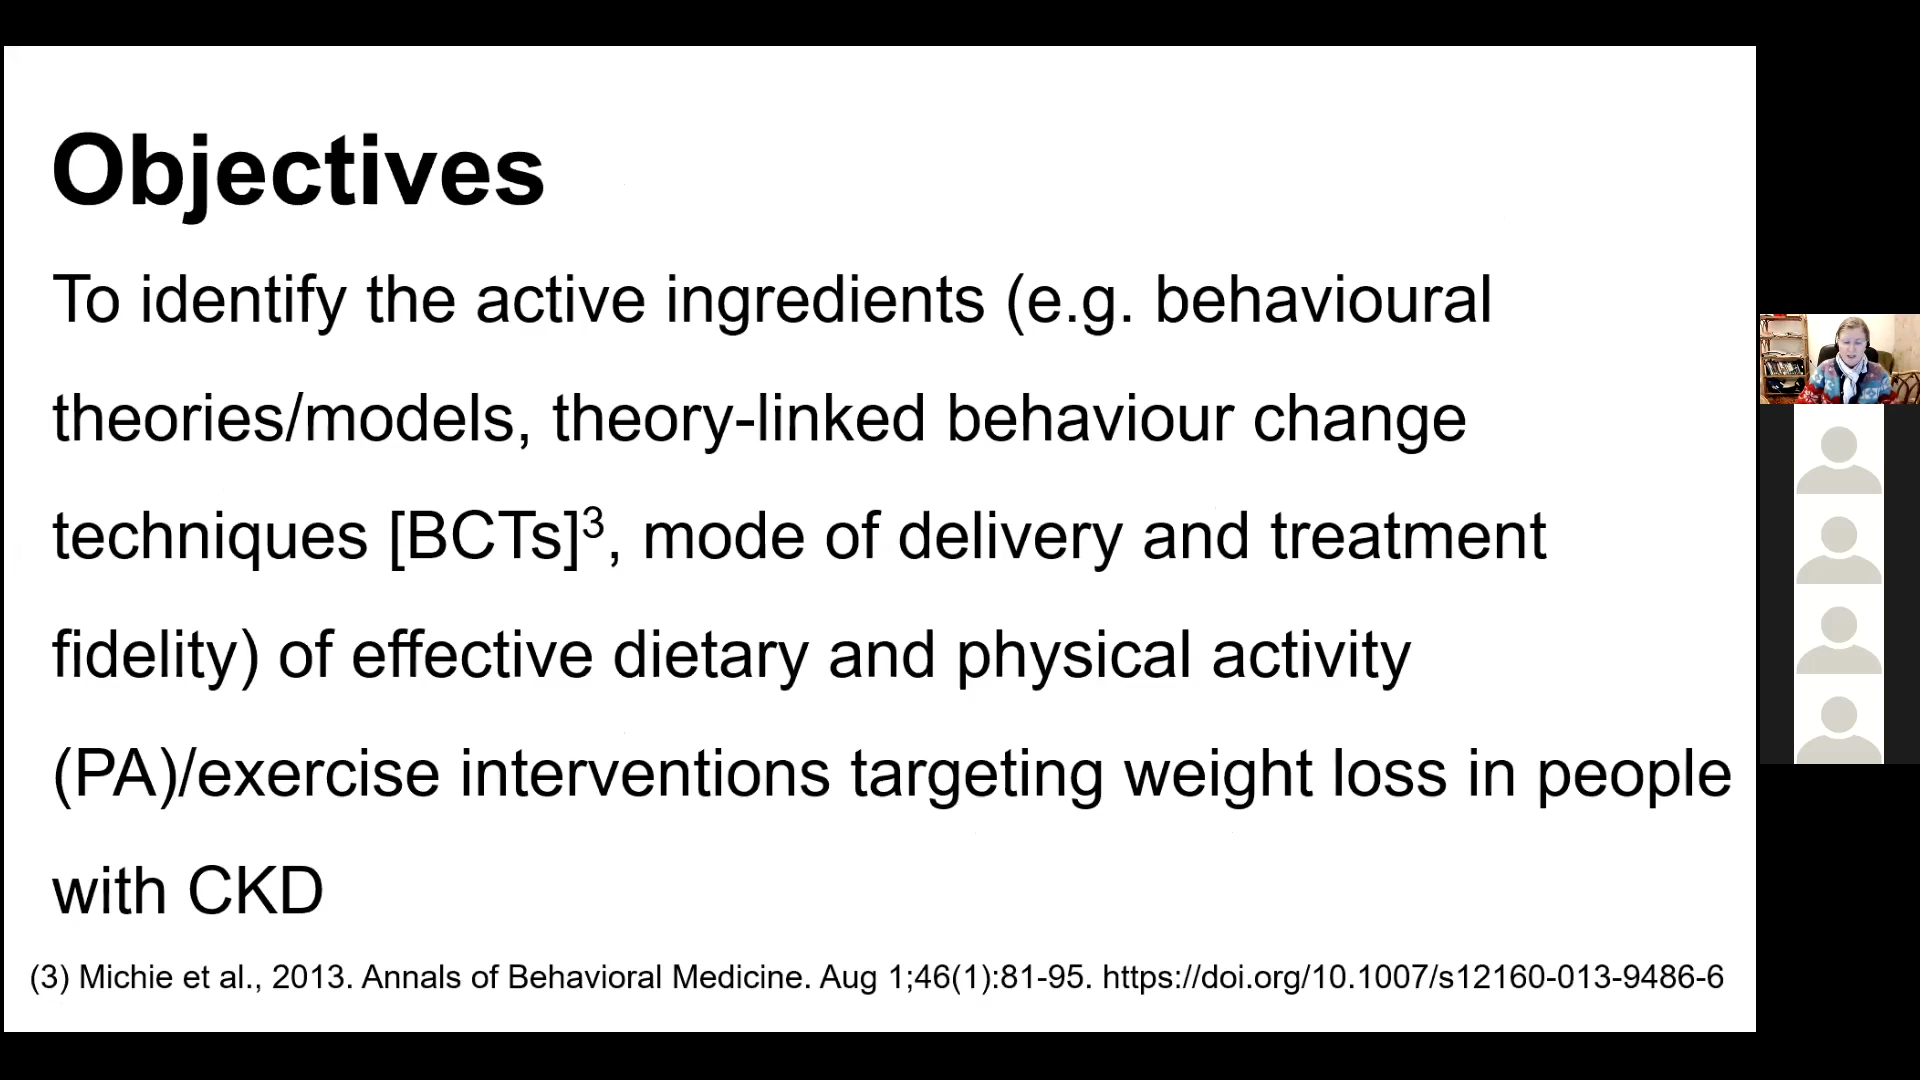 Objectives
To identify the active ingredients (e.g. behavioural
theories/models, theory-linked behaviour change
techniques [BCTs]³, mode of delivery and treatment
fidelity) of effective dietary and physical activity
(PA)/exercise interventions targeting weight loss in people
with CKD
(3) Michie et al., 2013. Annals of Behavioral Medicine. Aug 1;46(1):81-95. https://doi.org/10.1007/s12160-013-9486-6